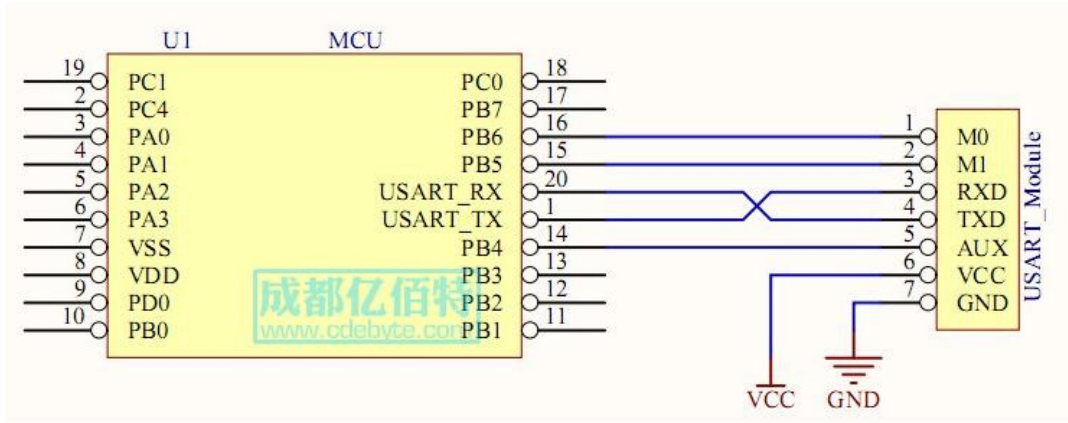 U1 MCU
19 PC1 PC0 18
2 PC4 PB7 17
3 PA0 PB6 16
4 PA1 PB5 15
5 PA2 USART_RX 20
6 PA3 USART_TX 1
7 VSS PB4 14
8 VDD PB3 13
9 PD0 PB2 12
10 PB0 PB1 11
成都亿佰特
www.cdebyte.com
1 M0
2 M1
3 RXD
4 TXD
5 AUX
6 VCC
7 GND
USART_Module
VCC GND